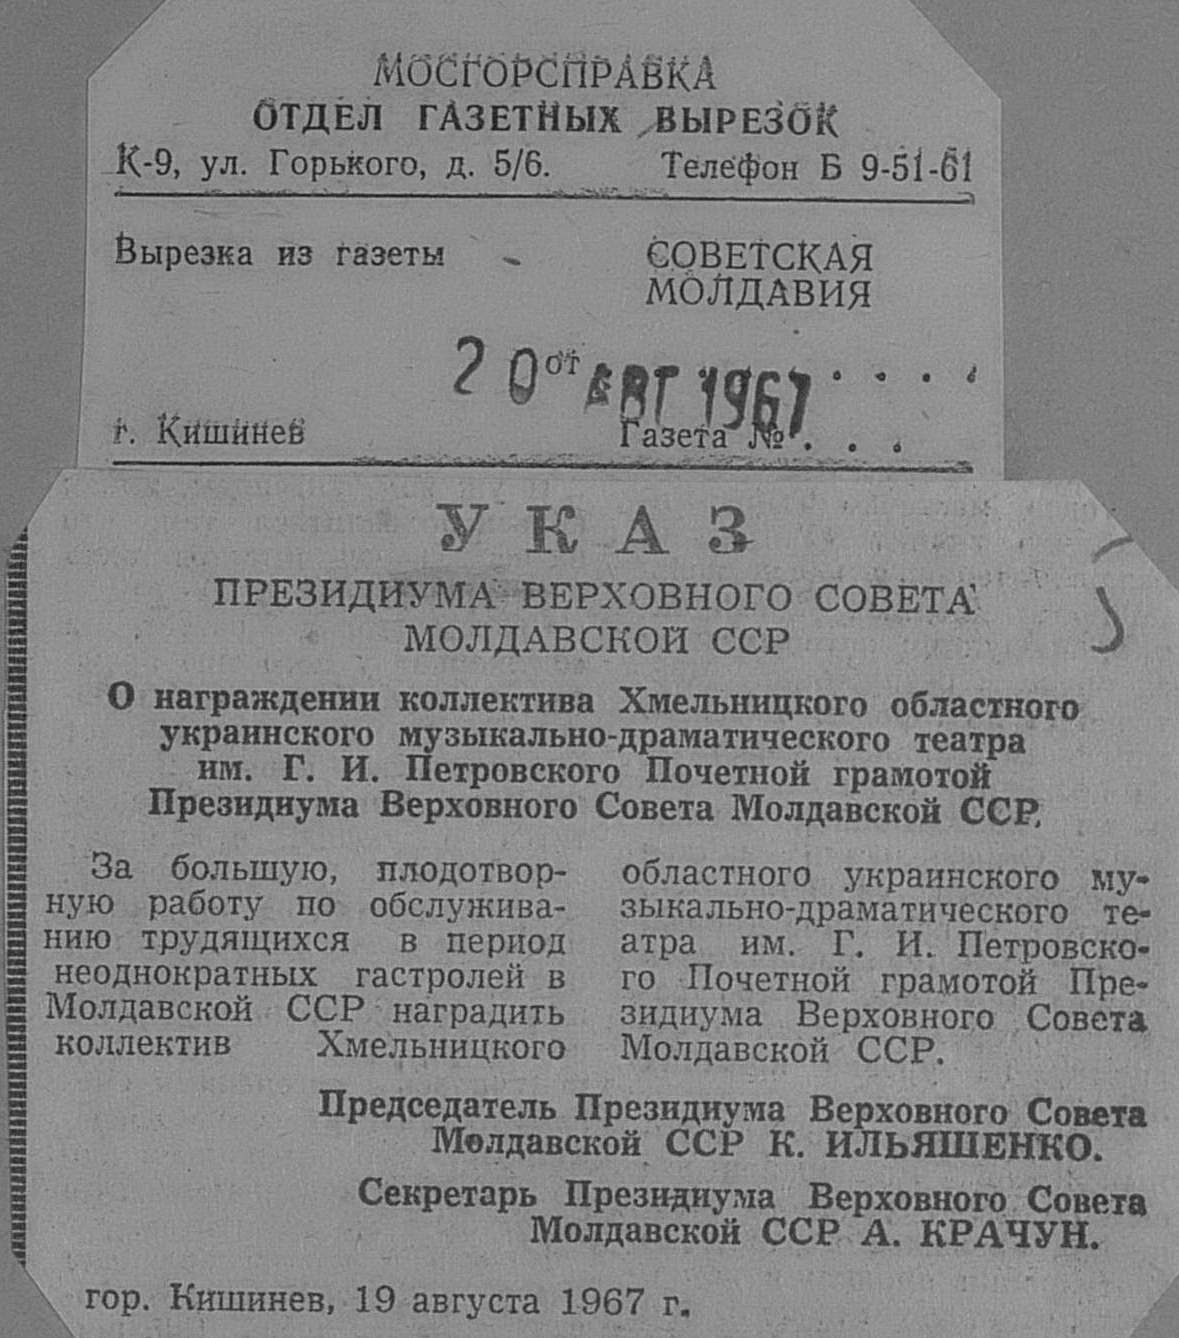 МОСГОРСПРАВКА
ОТДЕЛ ГАЗЕТНЫХ ВЫРЕЗОК
К-9, ул. Горького, д. 5/6. Телефон Б 9-51-61
Вырезка из газеты
СОВЕТСКАЯ
МОЛДАВИЯ
20 от АВГ 1967 . . . .
г. Кишинев Газета № . . .
УКАЗ
ПРЕЗИДИУМА ВЕРХОВНОГО СОВЕТА
МОЛДАВСКОЙ ССР
О награждении коллектива Хмельницкого областного
украинского музыкально-драматического театра
им. Г. И. Петровского Почетной грамотой
Президиума Верховного Совета Молдавской ССР.
За большую, плодотвор-
ную работу по обслужива-
нию трудящихся в период
неоднократных гастролей в
Молдавской ССР наградить
коллектив Хмельницкого
областного украинского му-
зыкально-драматического те-
атра им. Г. И. Петровско-
го Почетной грамотой Пре-
зидиума Верховного Совета
Молдавской ССР.
Председатель Президиума Верховного Совета
Молдавской ССР К. ИЛЬЯШЕНКО.
Секретарь Президиума Верховного Совета
Молдавской ССР А. КРАЧУН.
гор. Кишинев, 19 августа 1967 г.